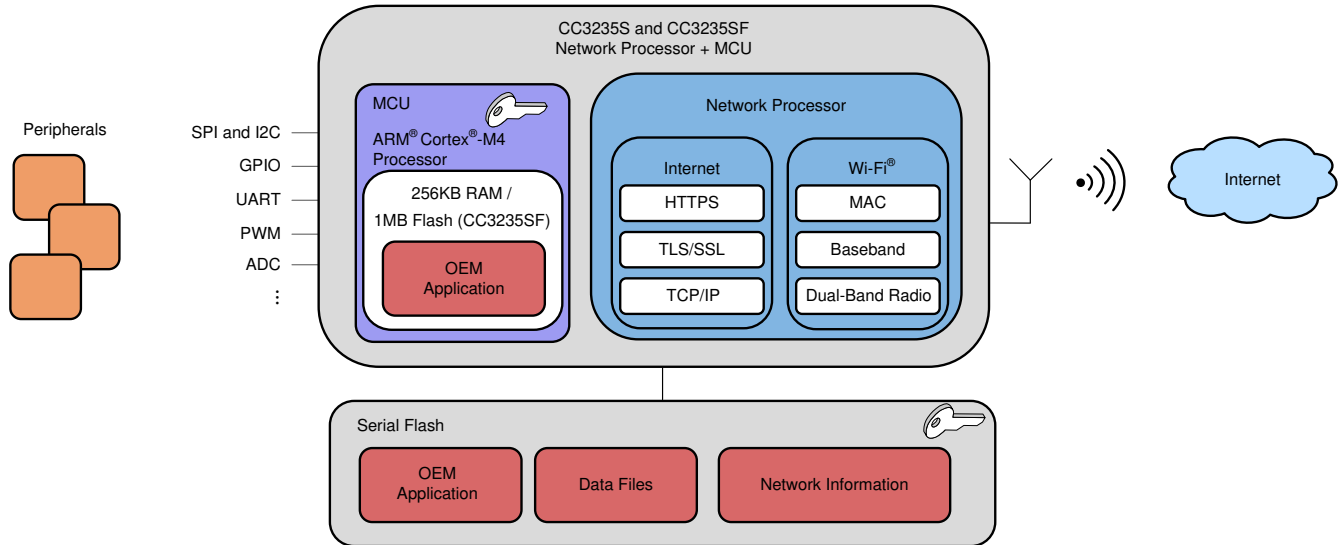 CC3235S and CC3235SF
Network Processor + MCU
Peripherals
SPI and I2C
GPIO
UART
PWM
ADC
⋮
MCU
ARM® Cortex®-M4
Processor
256KB RAM /
1MB Flash (CC3235SF)
OEM
Application
Network Processor
Internet
HTTPS
TLS/SSL
TCP/IP
Wi-Fi®
MAC
Baseband
Dual-Band Radio
Internet
Serial Flash
OEM
Application
Data Files
Network Information